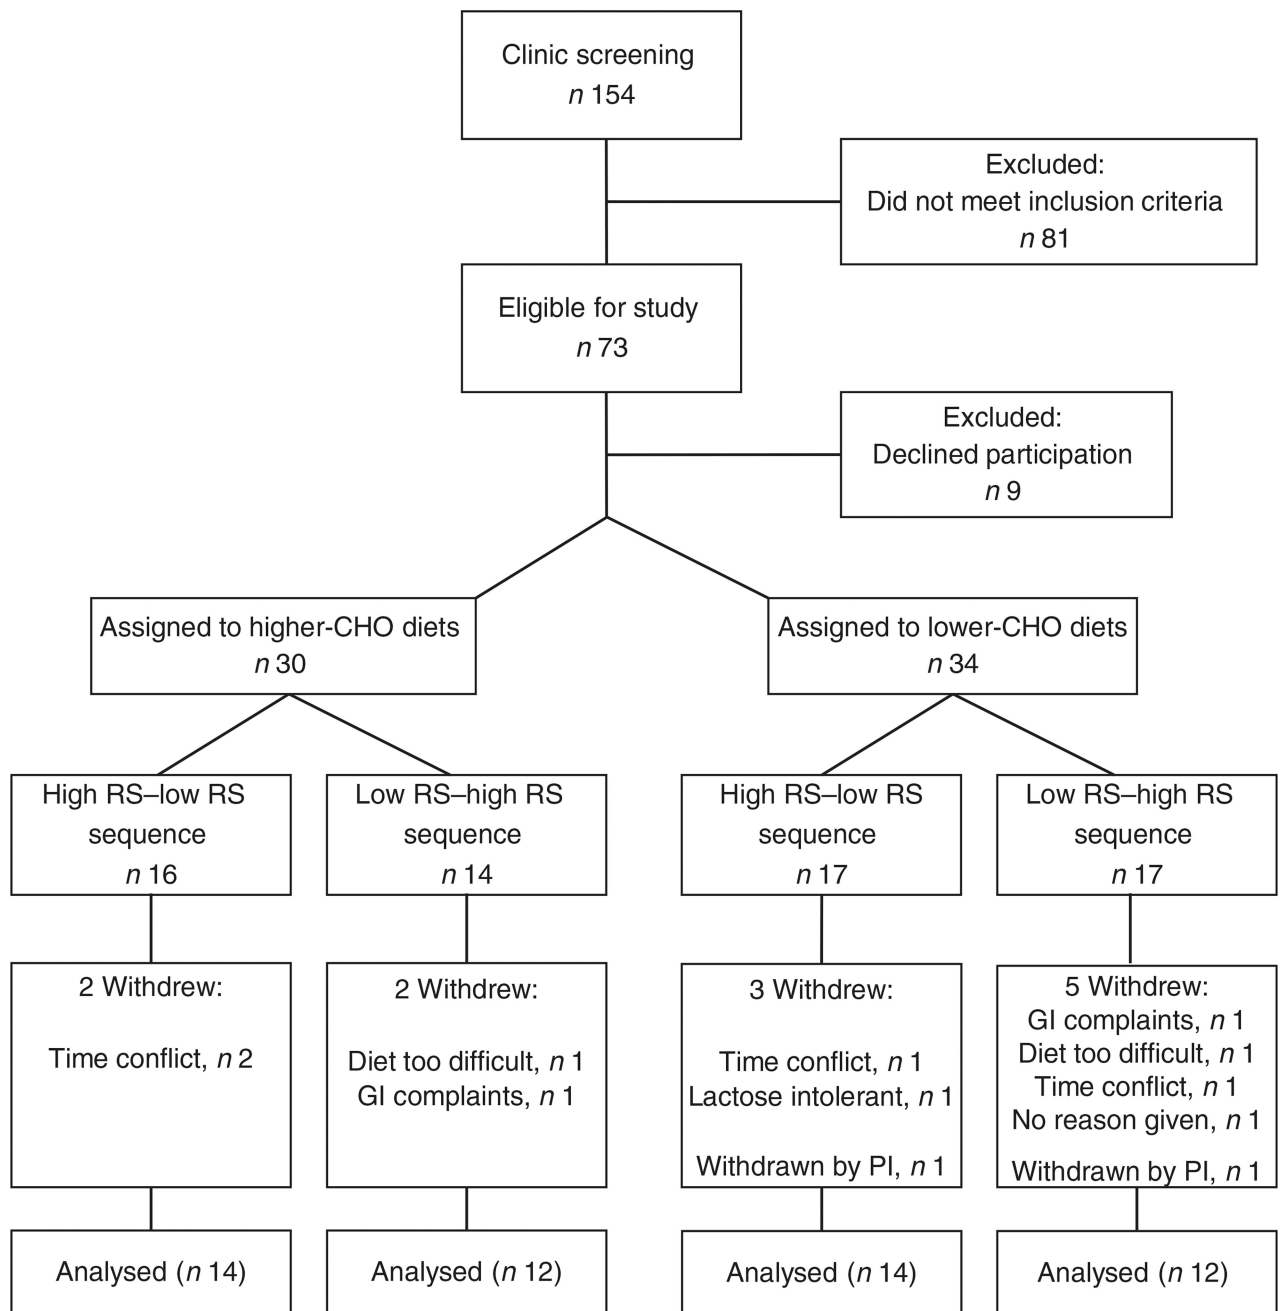 Clinic screening
n 154
Excluded:
Did not meet inclusion criteria
n 81
Eligible for study
n 73
Excluded:
Declined participation
n 9
Assigned to higher-CHO diets
n 30
Assigned to lower-CHO diets
n 34
High RS–low RS
sequence
n 16
Low RS–high RS
sequence
n 14
High RS–low RS
sequence
n 17
Low RS–high RS
sequence
n 17
2 Withdrew:
Time conflict, n 2
2 Withdrew:
Diet too difficult, n 1
GI complaints, n 1
3 Withdrew:
Time conflict, n 1
Lactose intolerant, n 1
Withdrawn by PI, n 1
5 Withdrew:
GI complaints, n 1
Diet too difficult, n 1
Time conflict, n 1
No reason given, n 1
Withdrawn by PI, n 1
Analysed (n 14)
Analysed (n 12)
Analysed (n 14)
Analysed (n 12)